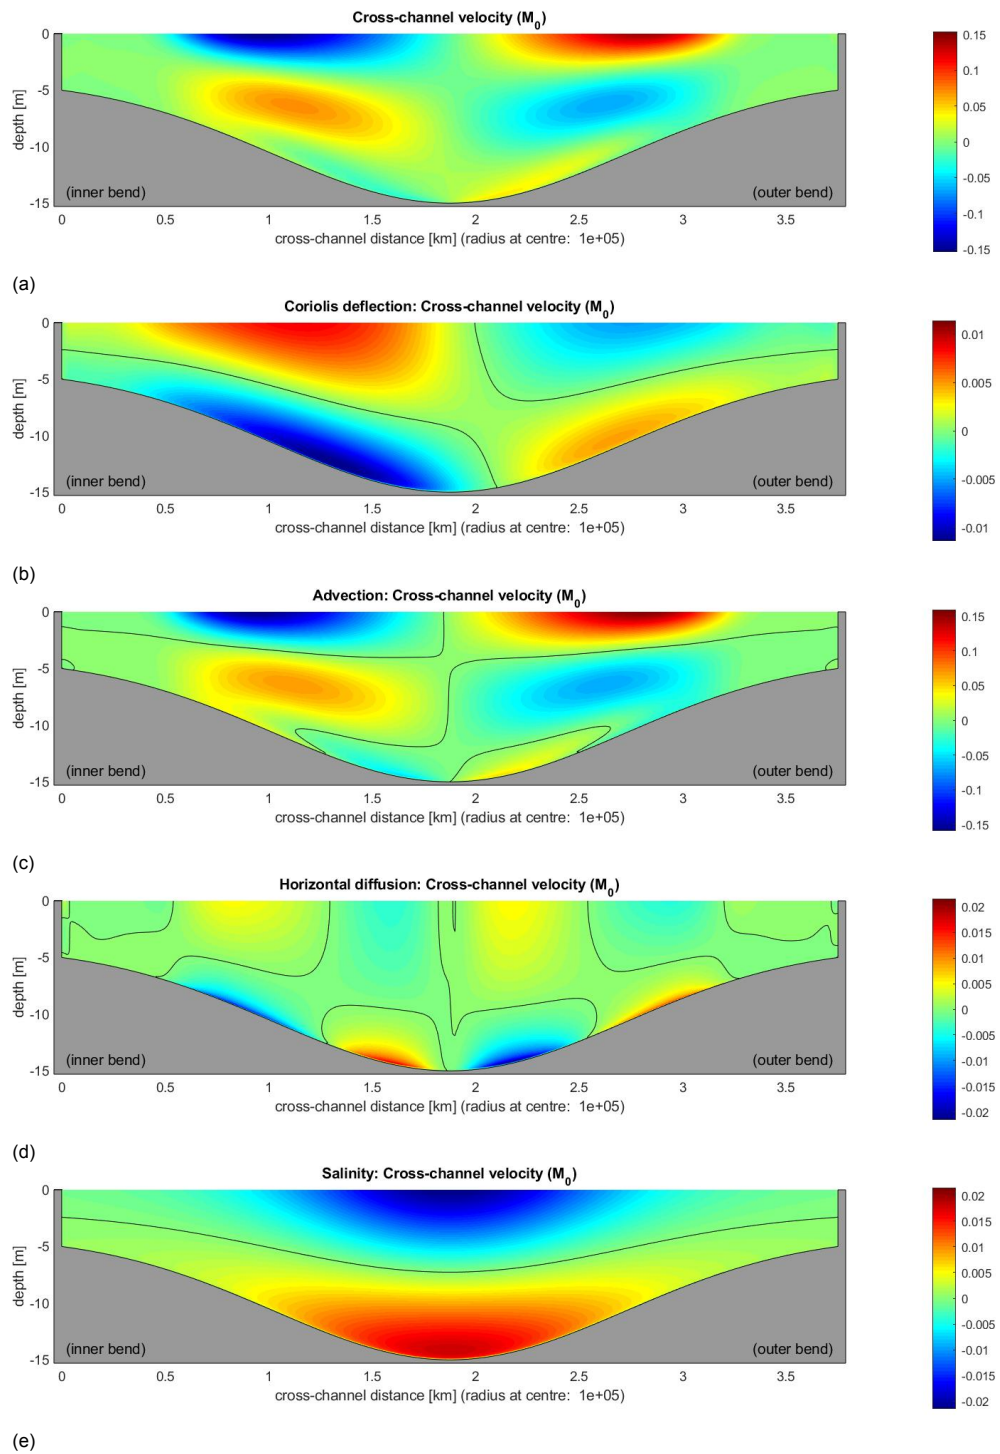 Cross-channel velocity (M0)
0
-5
-10
-15
depth [m]
(inner bend)
(outer bend)
0 0.5 1 1.5 2 2.5 3 3.5
cross-channel distance [km] (radius at centre: 1e+05)
0.15
0.1
0.05
0
-0.05
-0.1
-0.15
(a)
Coriolis deflection: Cross-channel velocity (M0)
0
-5
-10
-15
depth [m]
(inner bend)
(outer bend)
0 0.5 1 1.5 2 2.5 3 3.5
cross-channel distance [km] (radius at centre: 1e+05)
0.01
0.005
0
-0.005
-0.01
(b)
Advection: Cross-channel velocity (M0)
0
-5
-10
-15
depth [m]
(inner bend)
(outer bend)
0 0.5 1 1.5 2 2.5 3 3.5
cross-channel distance [km] (radius at centre: 1e+05)
0.15
0.1
0.05
0
-0.05
-0.1
-0.15
(c)
Horizontal diffusion: Cross-channel velocity (M0)
0
-5
-10
-15
depth [m]
(inner bend)
(outer bend)
0 0.5 1 1.5 2 2.5 3 3.5
cross-channel distance [km] (radius at centre: 1e+05)
0.02
0.015
0.01
0.005
0
-0.005
-0.01
-0.015
-0.02
(d)
Salinity: Cross-channel velocity (M0)
0
-5
-10
-15
depth [m]
(inner bend)
(outer bend)
0 0.5 1 1.5 2 2.5 3 3.5
cross-channel distance [km] (radius at centre: 1e+05)
0.02
0.015
0.01
0.005
0
-0.005
-0.01
-0.015
-0.02
(e)